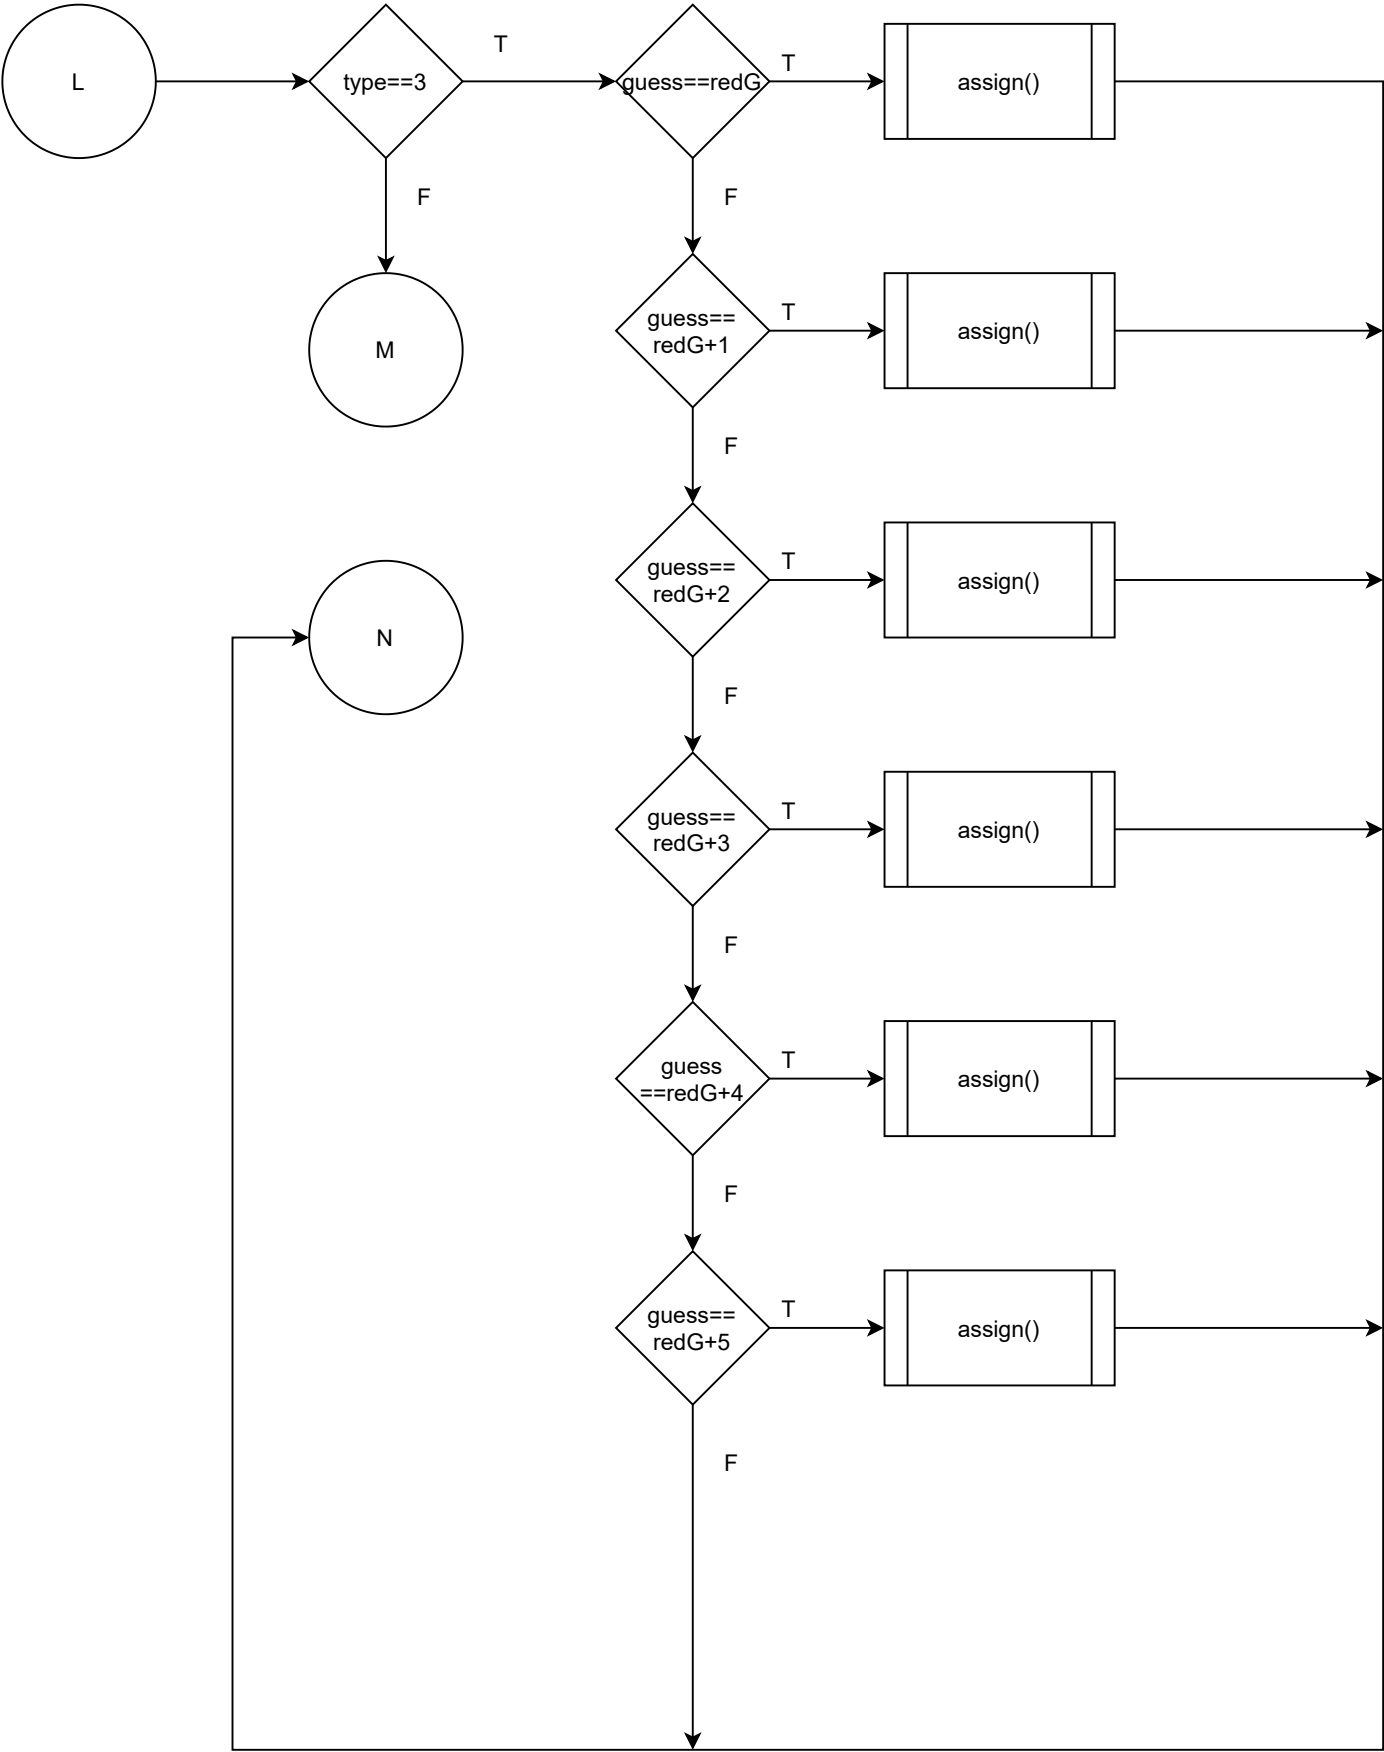 L
type==3
T
guess==redG
T
assign()
F
F
M
guess==
redG+1
T
assign()
F
guess==
redG+2
T
assign()
N
F
guess==
redG+3
T
assign()
F
guess
==redG+4
T
assign()
F
guess==
redG+5
T
assign()
F